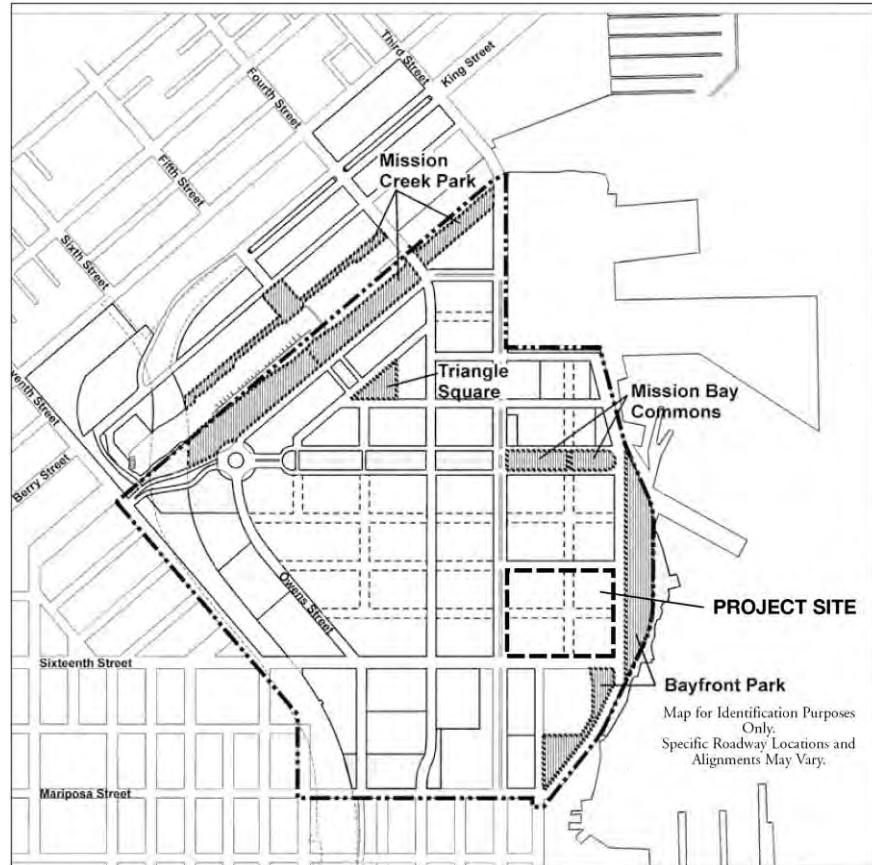 Third Street
King Street
Fourth Street
Mission
Creek Park
Fifth Street
Sixth Street
Triangle
Square
Mission Bay
Commons
venth Street
Berry Street
Owens Street
PROJECT SITE
Sixteenth Street
Bayfront Park
Map for Identification Purposes
Only.
Specific Roadway Locations and
Alignments May Vary.
Mariposa Street